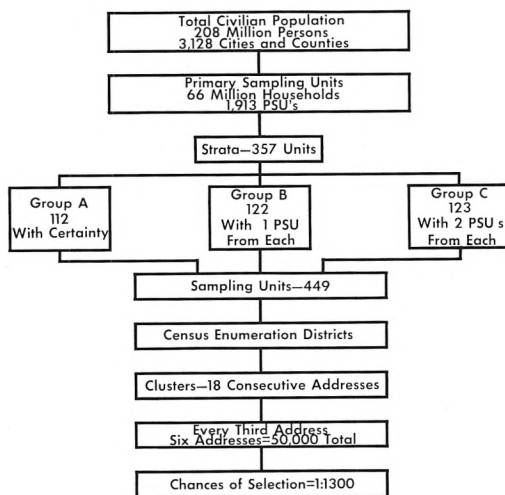 Total Civilian Population
208 Million Persons
3,128 Cities and Counties
Primary Sampling Units
66 Million Households
1,913 PSU's
Strata—357 Units
Group A
112
With Certainty
Group B
122
With 1 PSU
From Each
Group C
123
With 2 PSU s
From Each
Sampling Units—449
Census Enumeration Districts
Clusters—18 Consecutive Addresses
Every Third Address
Six Addresses=50,000 Total
Chances of Selection=1:1300